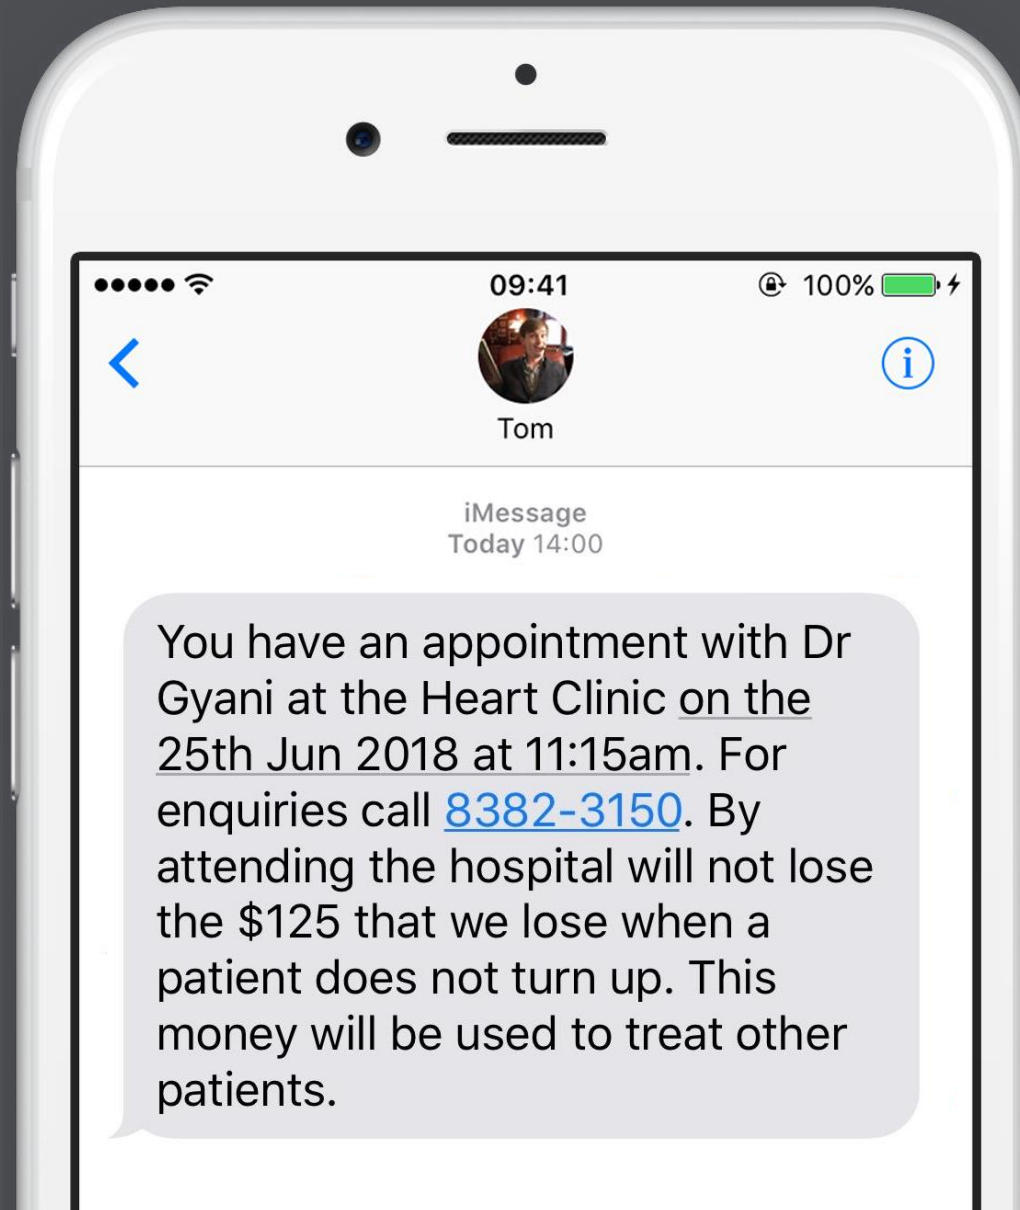 09:41
100%
Tom
i
iMessage
Today 14:00
You have an appointment with Dr
Gyani at the Heart Clinic on the
25th Jun 2018 at 11:15am. For
enquiries call 8382-3150. By
attending the hospital will not lose
the $125 that we lose when a
patient does not turn up. This
money will be used to treat other
patients.